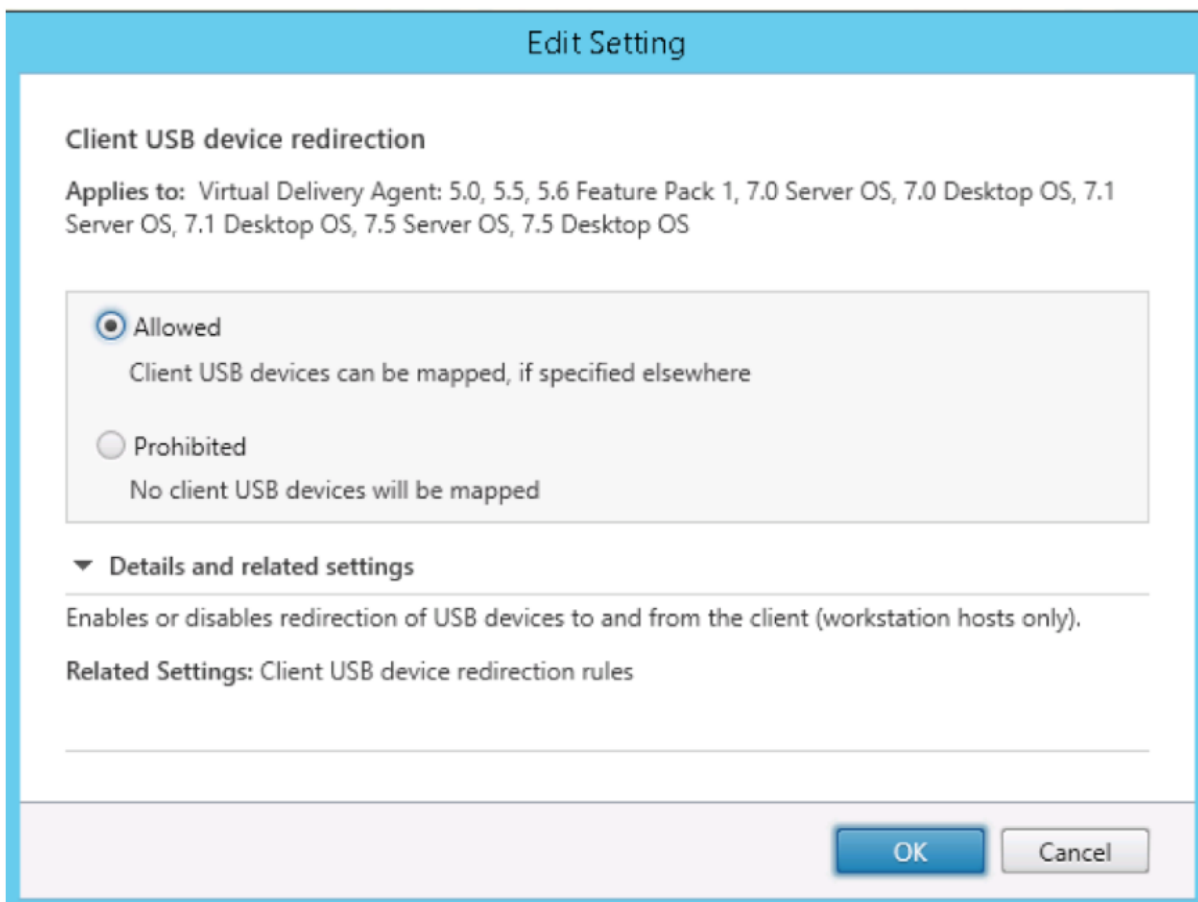 Edit Setting
Client USB device redirection
Applies to: Virtual Delivery Agent: 5.0, 5.5, 5.6 Feature Pack 1, 7.0 Server OS, 7.0 Desktop OS, 7.1
Server OS, 7.1 Desktop OS, 7.5 Server OS, 7.5 Desktop OS
Allowed
Client USB devices can be mapped, if specified elsewhere
Prohibited
No client USB devices will be mapped
Details and related settings
Enables or disables redirection of USB devices to and from the client (workstation hosts only).
Related Settings: Client USB device redirection rules
OK
Cancel